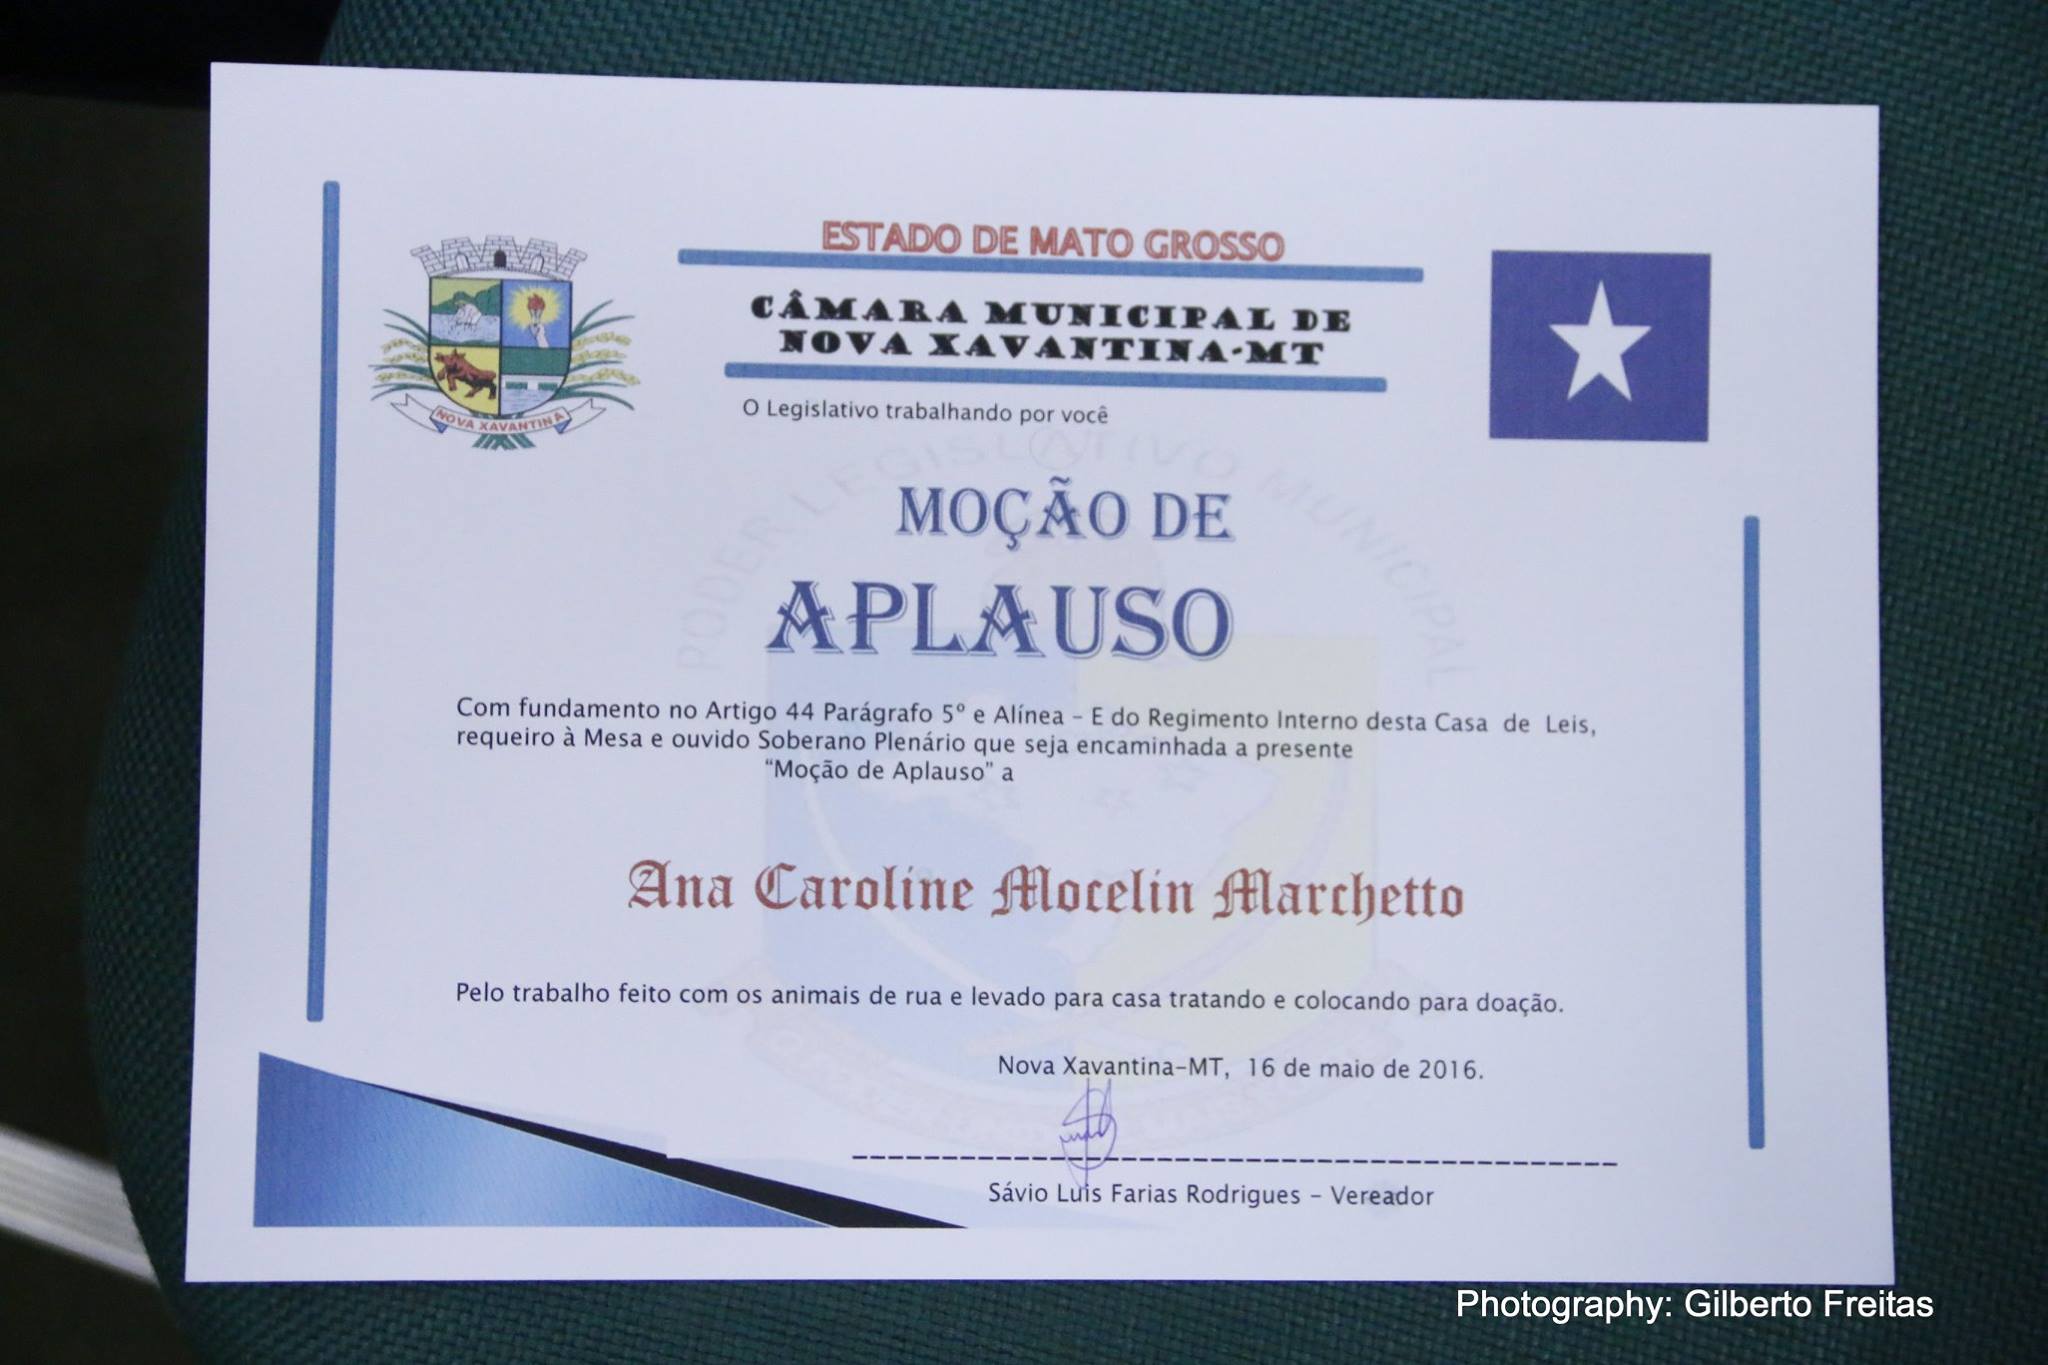 ESTADO DE MATO GROSSO
CÂMARA MUNICIPAL DE
NOVA XAVANTINA-MT
O Legislativo trabalhando por você
NOVA XAVANTINA
PODER LEGISLATIVO MUNICIPAL
MOÇÃO DE
APLAUSO
Com fundamento no Artigo 44 Parágrafo 5º e Alínea – E do Regimento Interno desta Casa de Leis,
requeiro à Mesa e ouvido Soberano Plenário que seja encaminhada a presente
“Moção de Aplauso” a
Ana Caroline Mocelin Marchetto
Pelo trabalho feito com os animais de rua e levado para casa tratando e colocando para doação.
Nova Xavantina-MT, 16 de maio de 2016.
Sávio Luis Farias Rodrigues – Vereador
Photography: Gilberto Freitas